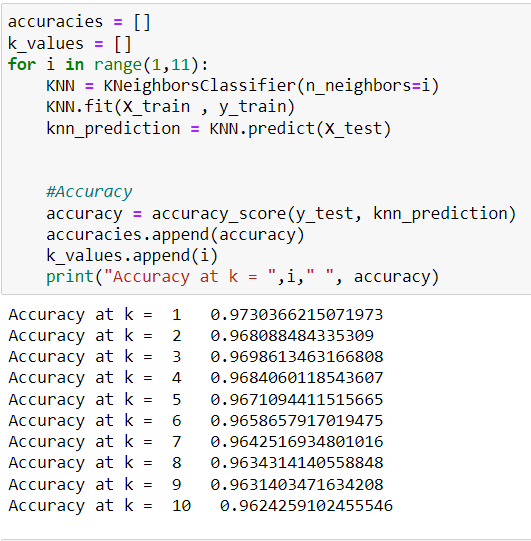 accuracies = []
k_values = []
for i in range(1,11):
    KNN = KNeighborsClassifier(n_neighbors=i)
    KNN.fit(X_train , y_train)
    knn_prediction = KNN.predict(X_test)
    #Accuracy
    accuracy = accuracy_score(y_test, knn_prediction)
    accuracies.append(accuracy)
    k_values.append(i)
    print("Accuracy at k = ",i," ", accuracy)
Accuracy at k =  1   0.9730366215071973
Accuracy at k =  2   0.968088484335309
Accuracy at k =  3   0.9698613463166808
Accuracy at k =  4   0.9684060118543607
Accuracy at k =  5   0.9671094411515665
Accuracy at k =  6   0.9658657917019475
Accuracy at k =  7   0.9642516934801016
Accuracy at k =  8   0.9634314140558848
Accuracy at k =  9   0.9631403471634208
Accuracy at k =  10   0.9624259102455546